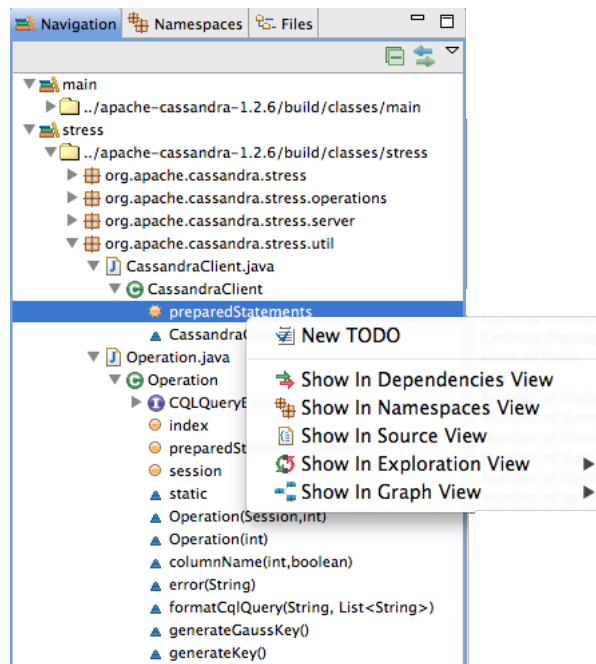 Navigation Namespaces Files
main
../apache-cassandra-1.2.6/build/classes/main
stress
../apache-cassandra-1.2.6/build/classes/stress
org.apache.cassandra.stress
org.apache.cassandra.stress.operations
org.apache.cassandra.stress.server
org.apache.cassandra.stress.util
CassandraClient.java
CassandraClient
preparedStatements
Cassandra
New TODO
Operation.java
Operation
Show In Dependencies View
CQLQuery
Show In Namespaces View
index
Show In Source View
preparedSt
Show In Exploration View
session
Show In Graph View
static
Operation(Session,int)
Operation(int)
columnName(int,boolean)
error(String)
formatCqlQuery(String, List<String>)
generateGaussKey()
generateKey()